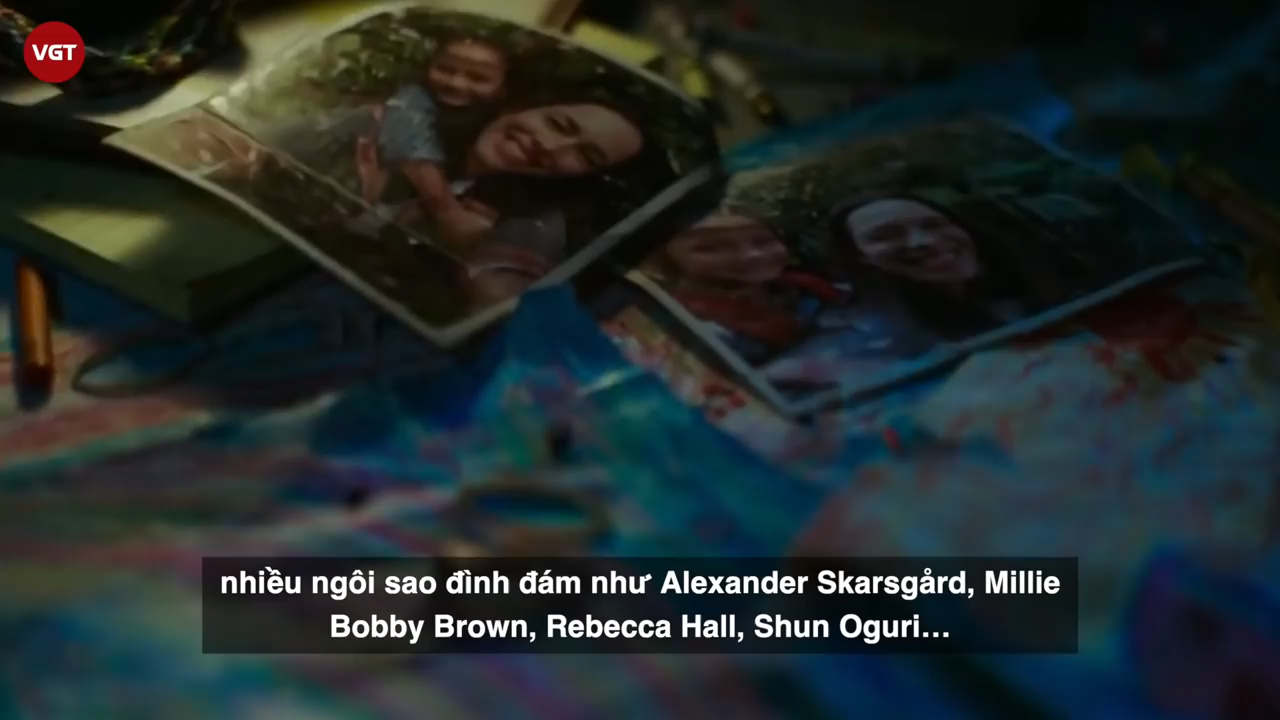 VGT
nhiều ngôi sao đình đám như Alexander Skarsgård, Millie
Bobby Brown, Rebecca Hall, Shun Oguri…